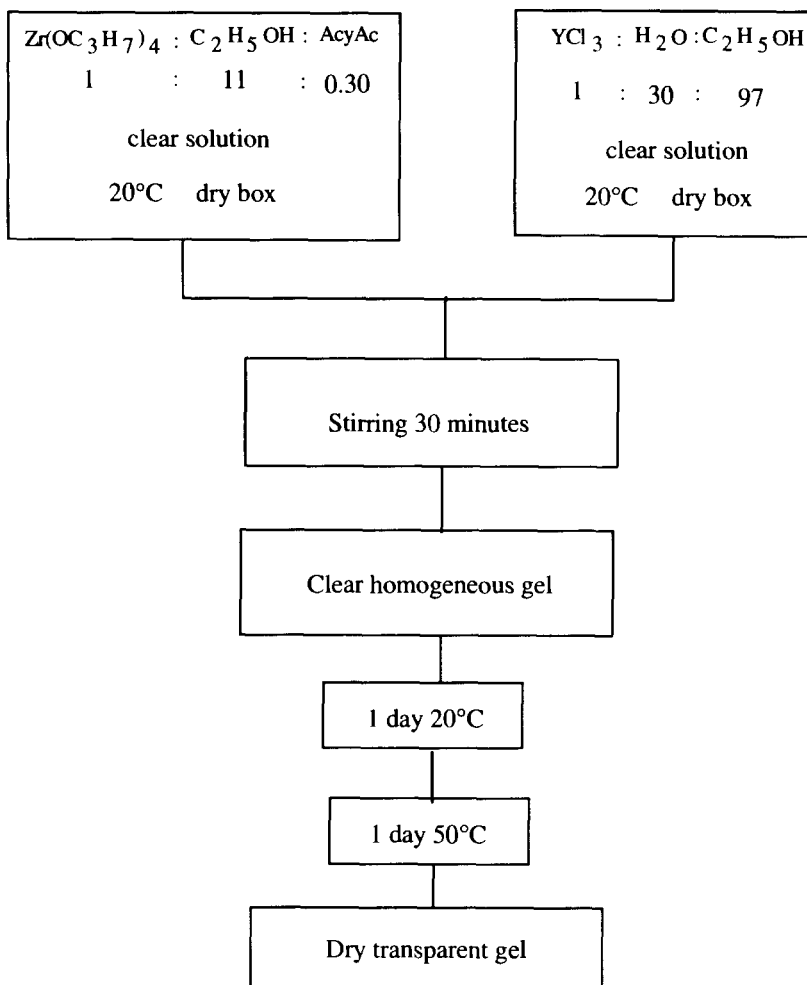 Zr(OC3H7)4 : C2H5OH : AcyAc
1 : 11 : 0.30
clear solution
20°C dry box
YCl3 : H2O : C2H5OH
1 : 30 : 97
clear solution
20°C dry box
Stirring 30 minutes
Clear homogeneous gel
1 day 20°C
1 day 50°C
Dry transparent gel